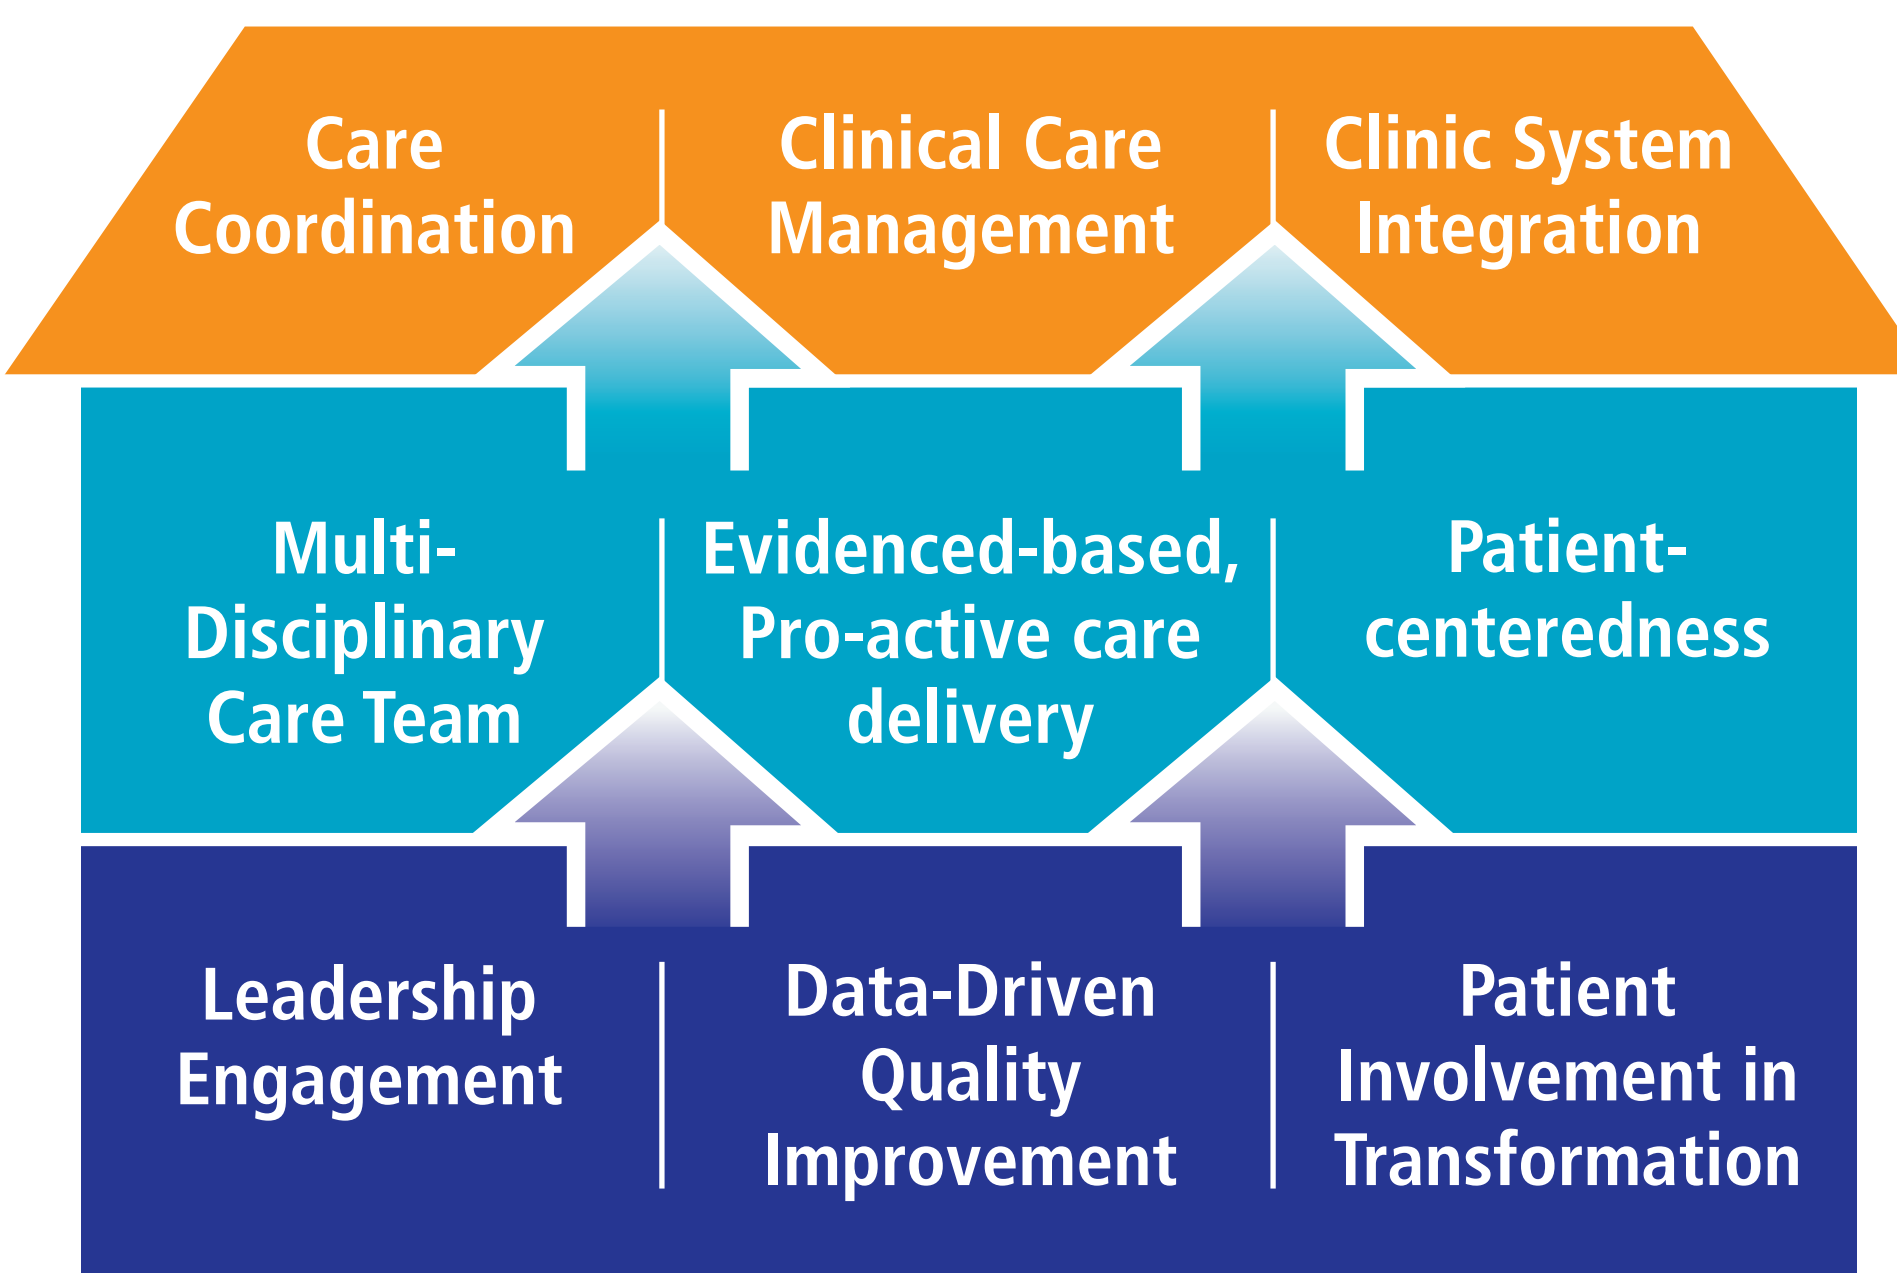 Care
Coordination
Clinical Care
Management
Clinic System
Integration
Multi-
Disciplinary
Care Team
Evidenced-based,
Pro-active care
delivery
Patient-
centeredness
Leadership
Engagement
Data-Driven
Quality
Improvement
Patient
Involvement in
Transformation